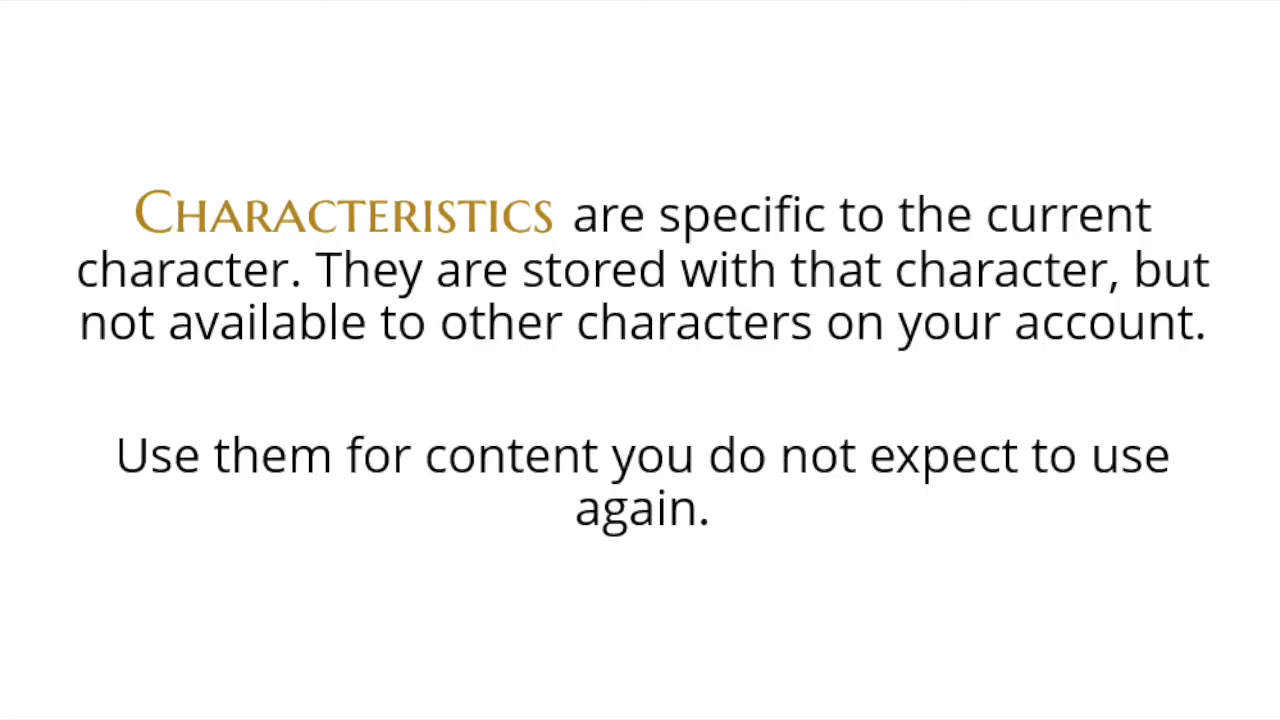 Characteristics are specific to the current
character. They are stored with that character, but
not available to other characters on your account.
Use them for content you do not expect to use
again.